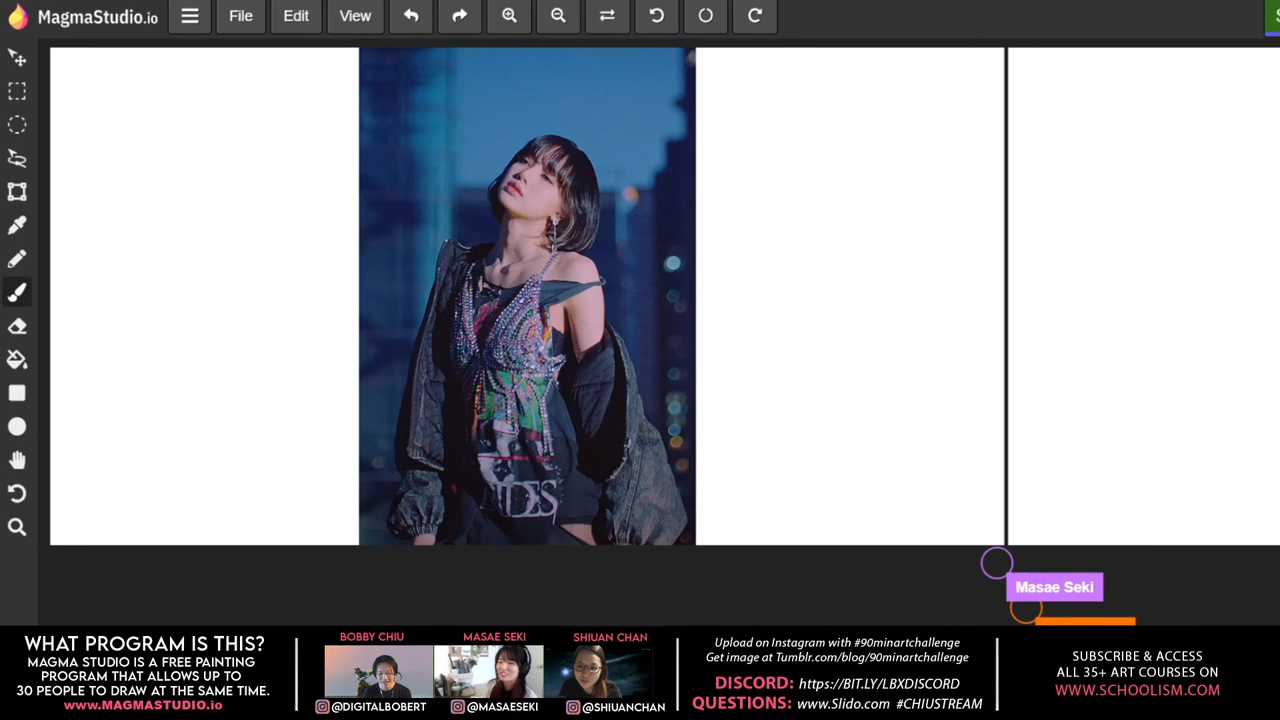 MagmaStudio.io
File
Edit
View
IDES
Masae Seki
WHAT PROGRAM IS THIS?
MAGMA STUDIO IS A FREE PAINTING
PROGRAM THAT ALLOWS UP TO
30 PEOPLE TO DRAW AT THE SAME TIME.
www.MAGMASTUDIO.io
BOBBY CHIU
MASAE SEKI
SHIUAN CHAN
@DIGITALBOBERT
@MASAESEKI
@SHIUANCHAN
Upload on Instagram with #90minartchallenge
Get image at Tumblr.com/blog/90minartchallenge
DISCORD: https://BIT.LY/LBXDISCORD
QUESTIONS: www.Slido.com #CHIUSTREAM
SUBSCRIBE & ACCESS
ALL 35+ ART COURSES ON
WWW.SCHOOLISM.COM